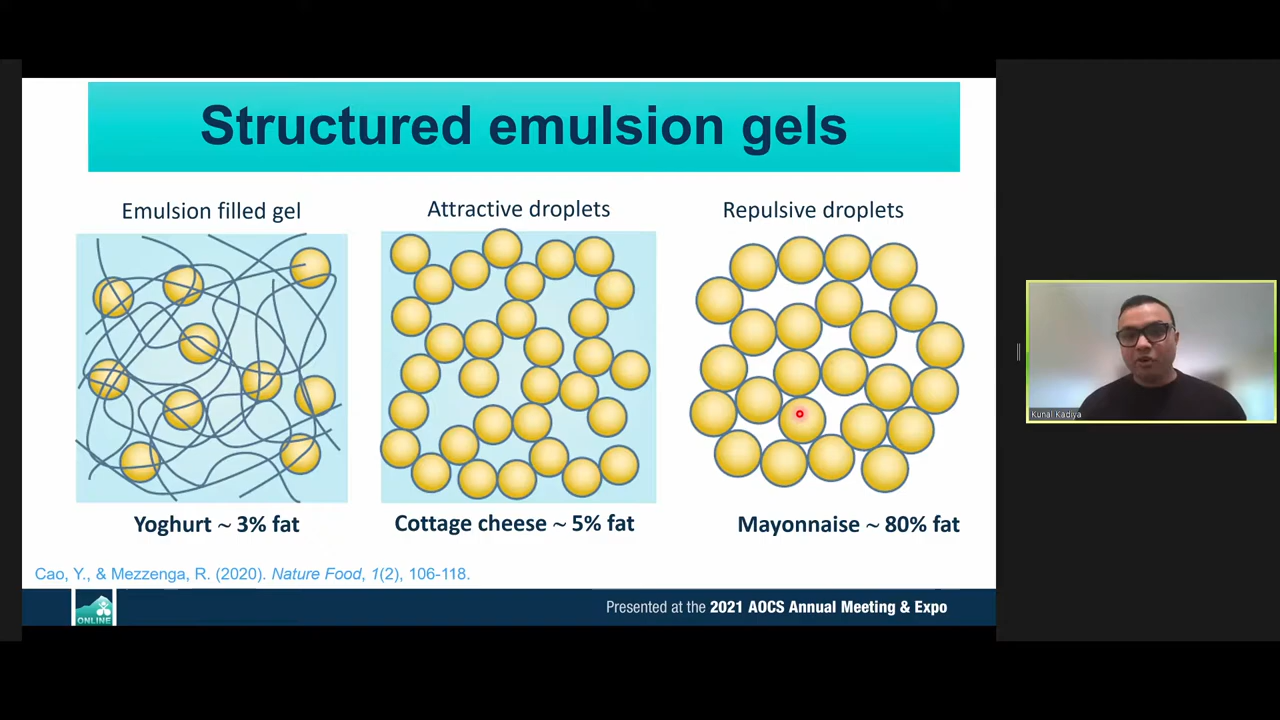 Structured emulsion gels
Emulsion filled gel
Attractive droplets
Repulsive droplets
Yoghurt ~ 3% fat
Cottage cheese ~ 5% fat
Mayonnaise ~ 80% fat
Cao, Y., & Mezzenga, R. (2020). Nature Food, 1(2), 106-118.
ONLINE
Presented at the 2021 AOCS Annual Meeting & Expo
Kunal Kadiya